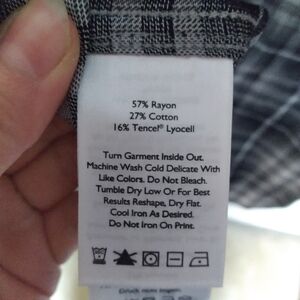 57% Rayon
27% Cotton
16% Tencel® Lyocell
Turn Garment Inside Out.
Machine Wash Cold Delicate With
Like Colors. Do Not Bleach.
Tumble Dry Low Or For Best
Results Reshape, Dry Flat.
Cool Iron As Desired.
Do Not Iron On Print.